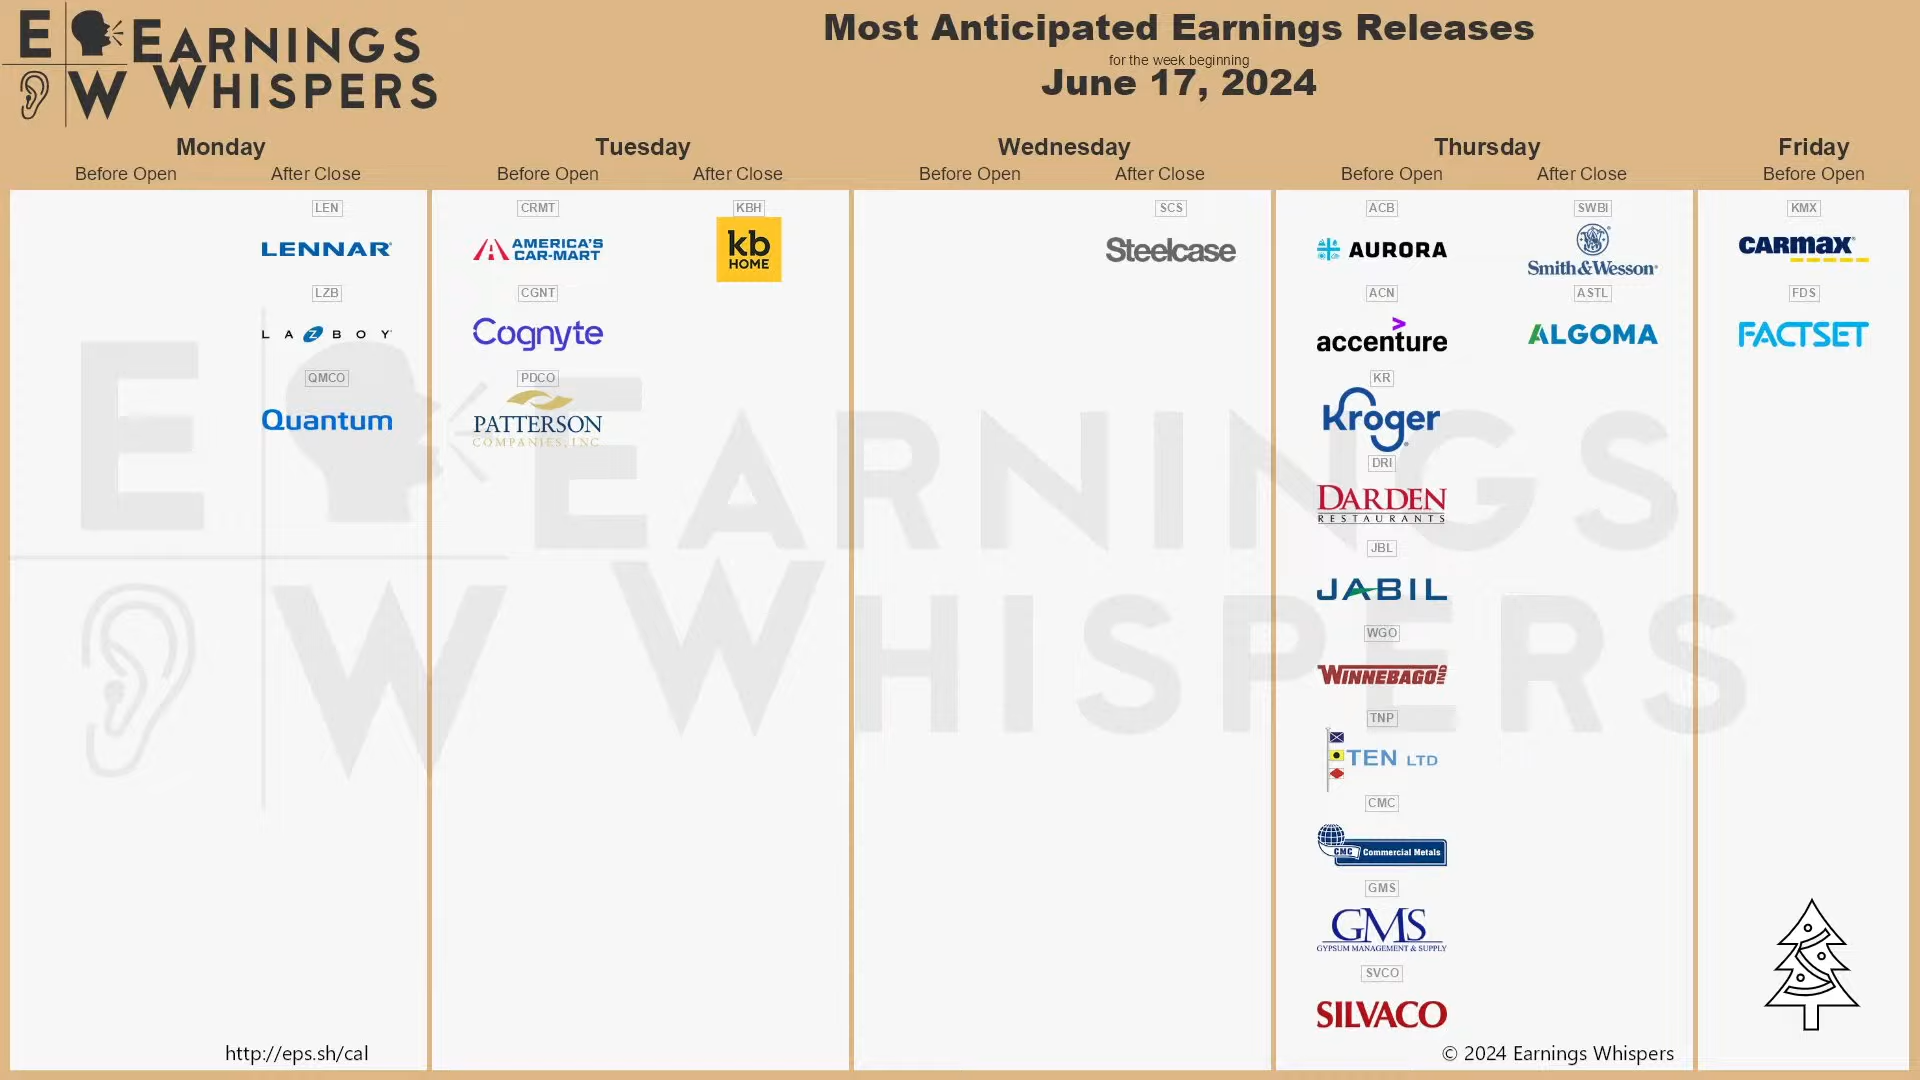 E EARNINGS
W WHISPERS
Most Anticipated Earnings Releases
for the week beginning
June 17, 2024
Monday
Before Open After Close
LEN
LENNAR
LZB
LAZBOY
QMCO
Quantum
Tuesday
Before Open After Close
CRMT
AMERICA'S
CAR-MART
CGNT
Cognyte
PDCO
PATTERSON
COMPANIES, INC
KBH
kb
HOME
Wednesday
Before Open After Close
SCS
Steelcase
Thursday
Before Open After Close
ACB
AURORA
ACN
accenture
KR
Kroger
DRI
DARDEN
RESTAURANTS
JBL
JABIL
WGO
WINNEBAGO IND
TNP
TEN LTD
CMC
CMC Commercial Metals
GMS
GMS
GYPSUM MANAGEMENT & SUPPLY
SVCO
SILVACO
SWBI
Smith&Wesson®
ASTL
ALGOMA
Friday
Before Open
KMX
CARMAX
FDS
FACTSET
E EARNINGS
W WHISPERS
http://eps.sh/cal
© 2024 Earnings Whispers